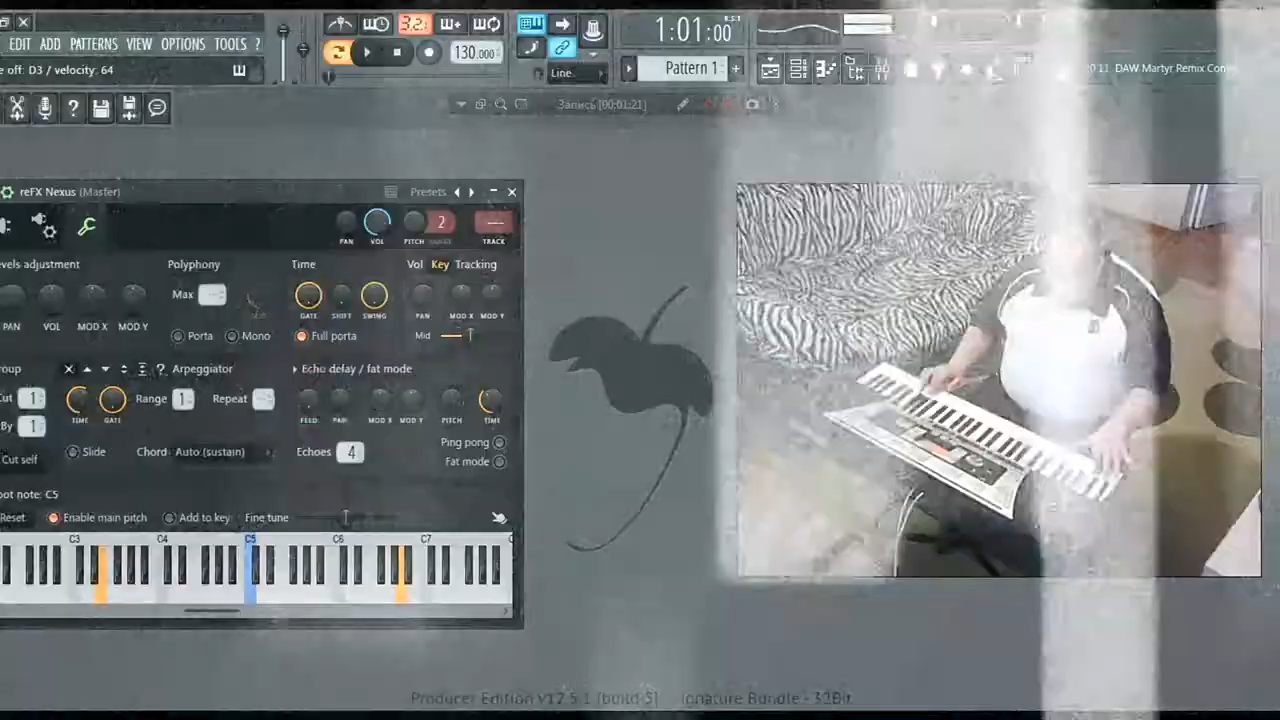 EDIT ADD PATTERNS VIEW OPTIONS TOOLS ?
3.2.
130.000
1:01:00
Line
Pattern 1
DAW Martyr Remix
e off: D3 / velocity: 64
Запись [00:01:21]
reFX Nexus (Master)
Presets
2
PAN VOL PITCH
TRACK
evels adjustment
Polyphony
Time
Vol Key Tracking
Max
PAN VOL MOD X MOD Y
GATE SHIFT SWING
PAN MOD X MOD Y
Porta Mono
Full porta
Mid
roup
Arpeggiator
Echo delay / fat mode
Cut 1
By 1
Cut self
TIME GATE
Range 1
Repeat
FEED PAN MOD X MOD Y PITCH TIME
Slide
Chord Auto (sustain)
Echoes 4
Ping pong
Fat mode
oot note: C5
Reset
Enable main pitch
Add to key
Fine tune
C3 C4 C5 C6 C7
Producer Edition v12.5.1 [build 5] ignature Bundle - 32Bit